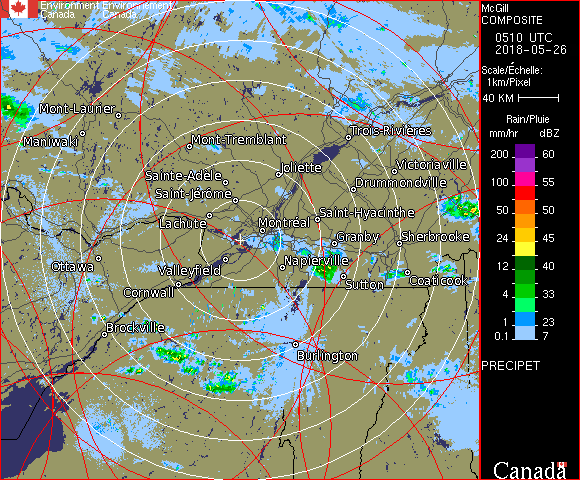 Environment Environnement
Canada Canada
McGill
COMPOSITE
0510 UTC
2018-05-26
Scale/Échelle:
1km/Pixel
40 KM
Rain/Pluie
mm/hr dBZ
200 60
100 55
50 50
24 45
12 40
4 33
1 23
0.1 7
PRECIPET
Canada
Mont-Laurier
Maniwaki
Mont-Tremblant
Trois-Rivières
Sainte-Adèle
Joliette
Victoriaville
Saint-Jérôme
Drummondville
Lachute
Montréal
Saint-Hyacinthe
Granby
Sherbrooke
Ottawa
Valleyfield
Napierville
Cornwall
Sutton
Coaticook
Brockville
Burlington